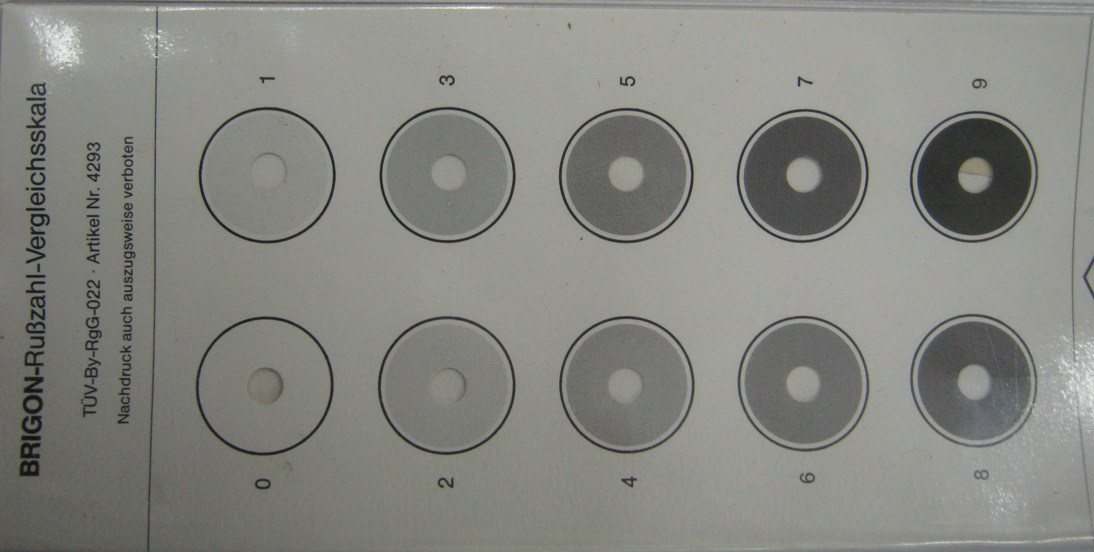 BRIGON-Rußzahl-Vergleichsskala
TÜV-By-RgG-022 · Artikel Nr. 4293
Nachdruck auch auszugsweise verboten
0 1
2 3
4 5
6 7
8 9